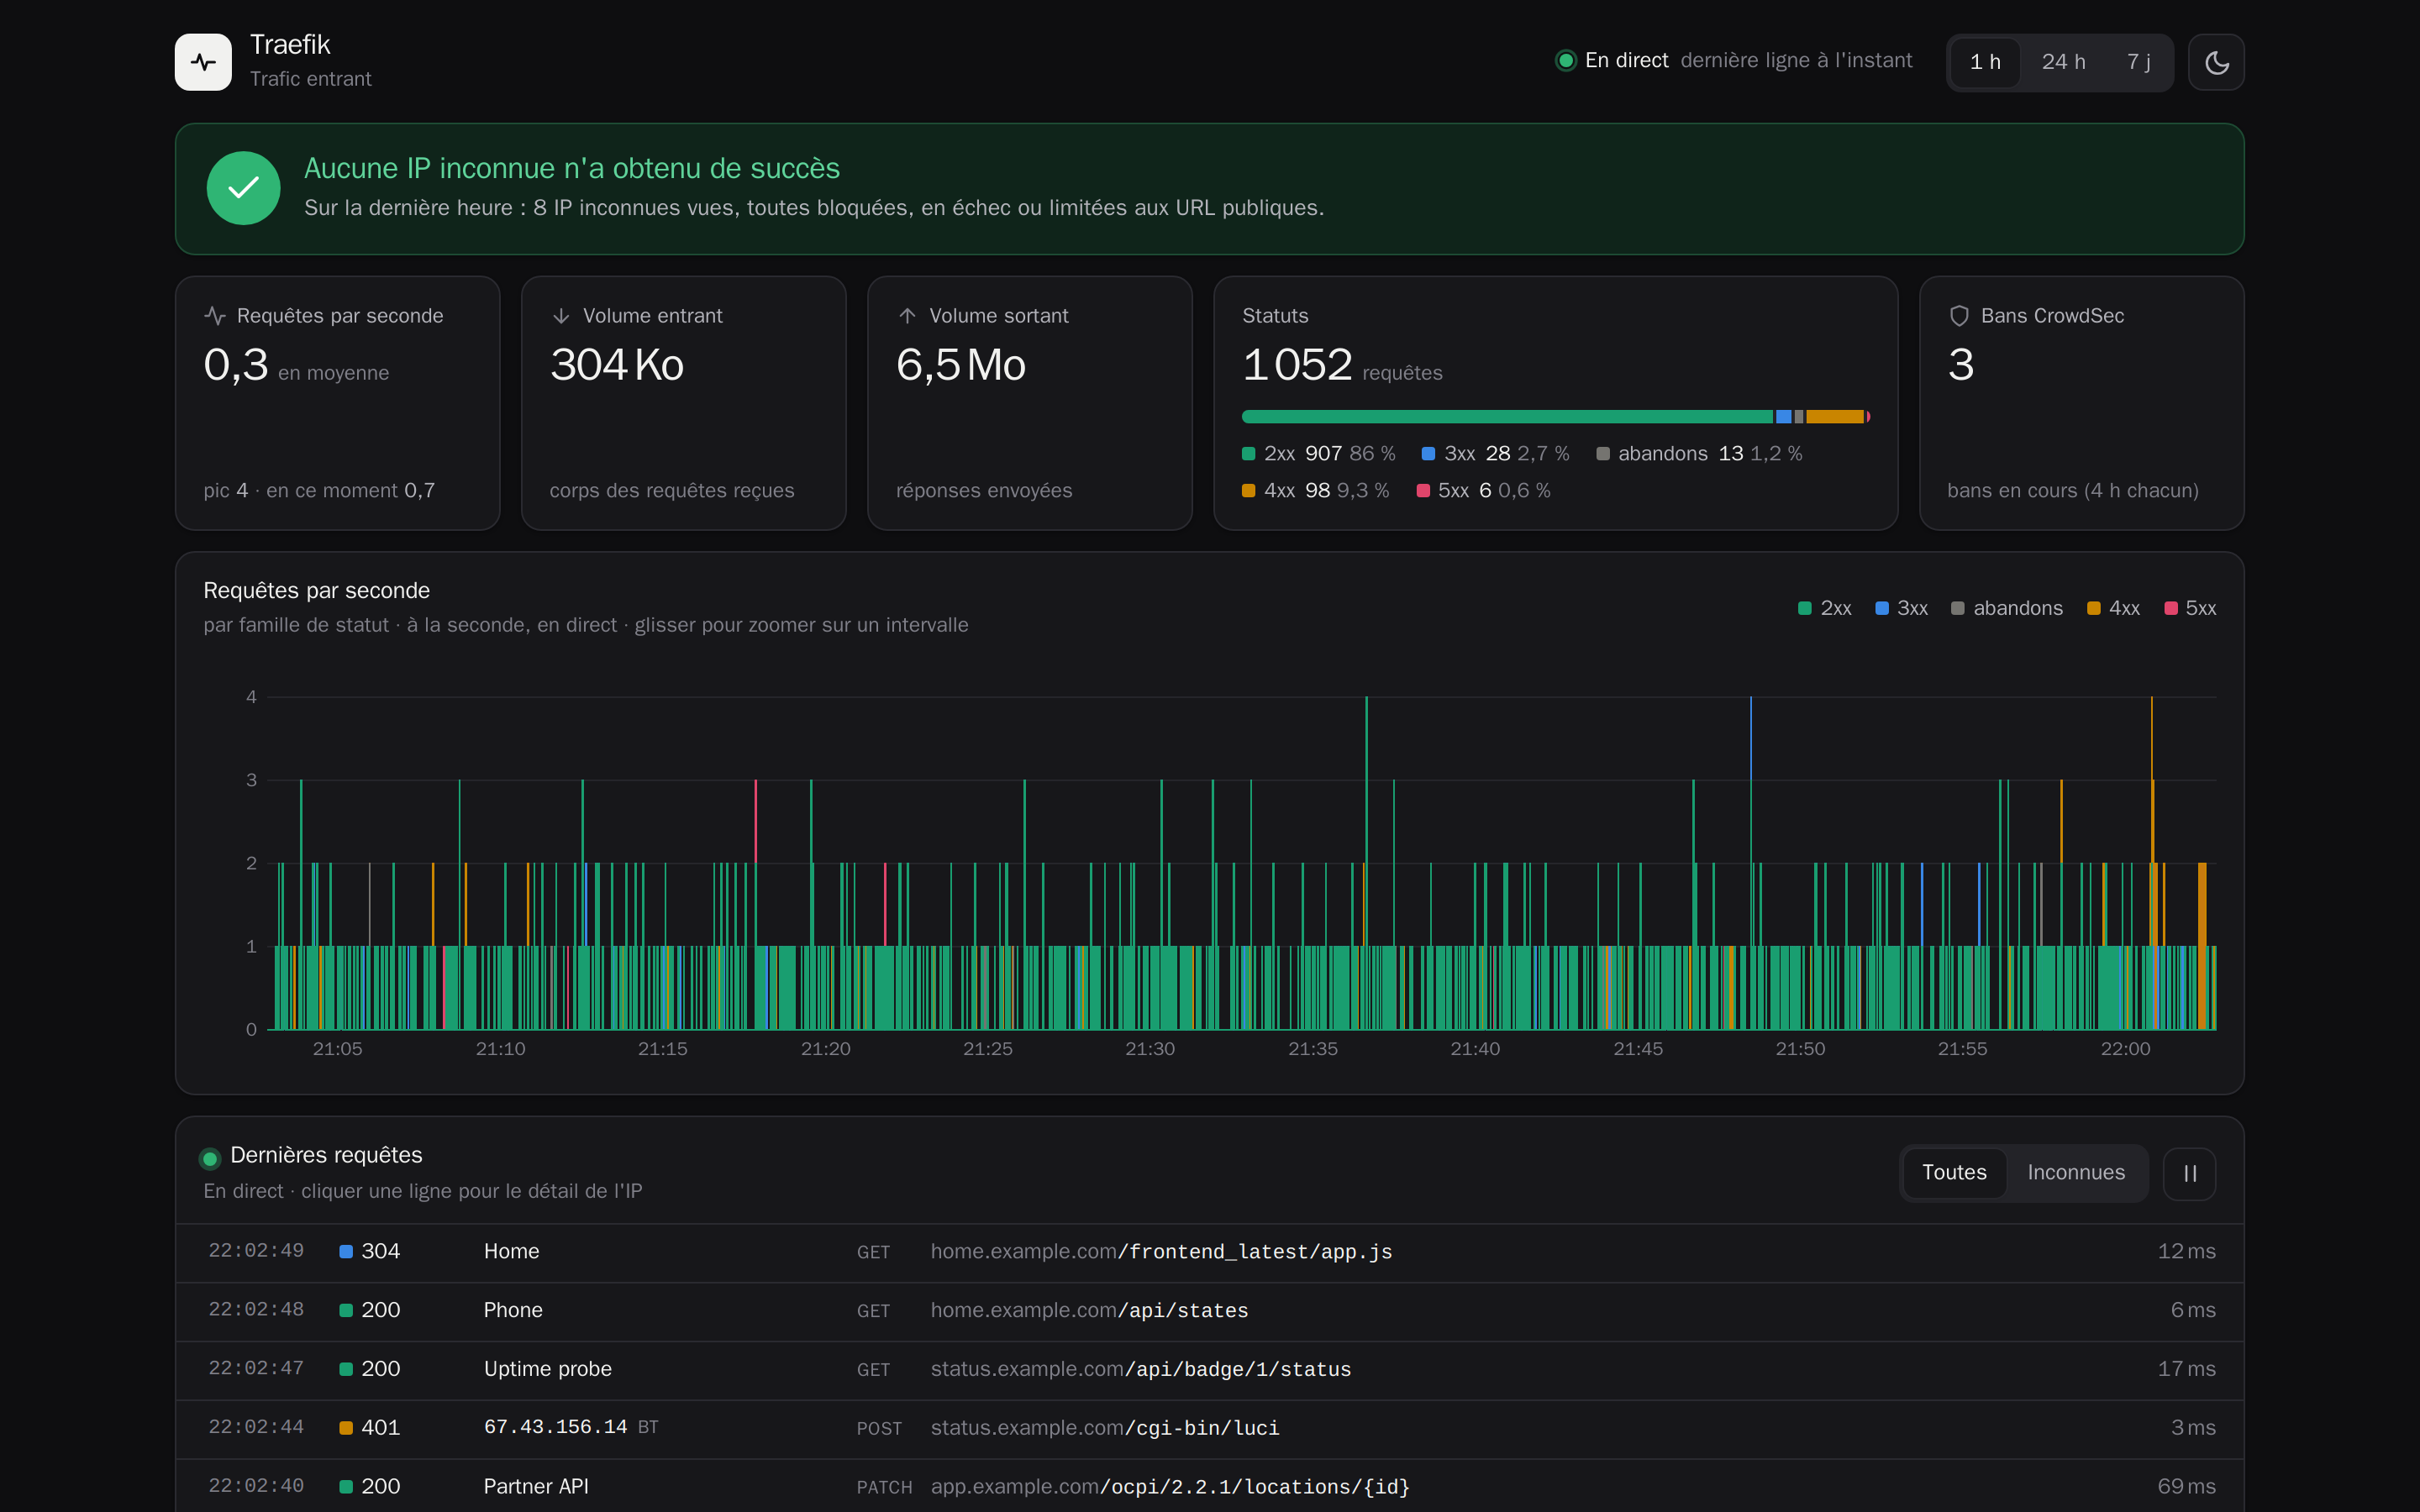 Traefik
Trafic entrant
En direct dernière ligne à l'instant
1 h 24 h 7 j
Aucune IP inconnue n'a obtenu de succès
Sur la dernière heure : 8 IP inconnues vues, toutes bloquées, en échec ou limitées aux URL publiques.
Requêtes par seconde
0,3 en moyenne
pic 4 · en ce moment 0,7
Volume entrant
304 Ko
corps des requêtes reçues
Volume sortant
6,5 Mo
réponses envoyées
Statuts
1 052 requêtes
2xx 907 86 % 3xx 28 2,7 % abandons 13 1,2 %
4xx 98 9,3 % 5xx 6 0,6 %
Bans CrowdSec
3
bans en cours (4 h chacun)
Requêtes par seconde
par famille de statut · à la seconde, en direct · glisser pour zoomer sur un intervalle
2xx 3xx abandons 4xx 5xx
4
3
2
1
0
21:05 21:10 21:15 21:20 21:25 21:30 21:35 21:40 21:45 21:50 21:55 22:00
Dernières requêtes
En direct · cliquer une ligne pour le détail de l'IP
Toutes Inconnues
22:02:49 304 Home GET home.example.com/frontend_latest/app.js 12 ms
22:02:48 200 Phone GET home.example.com/api/states 6 ms
22:02:47 200 Uptime probe GET status.example.com/api/badge/1/status 17 ms
22:02:44 401 67.43.156.14 BT POST status.example.com/cgi-bin/luci 3 ms
22:02:40 200 Partner API PATCH app.example.com/ocpi/2.2.1/locations/{id} 69 ms